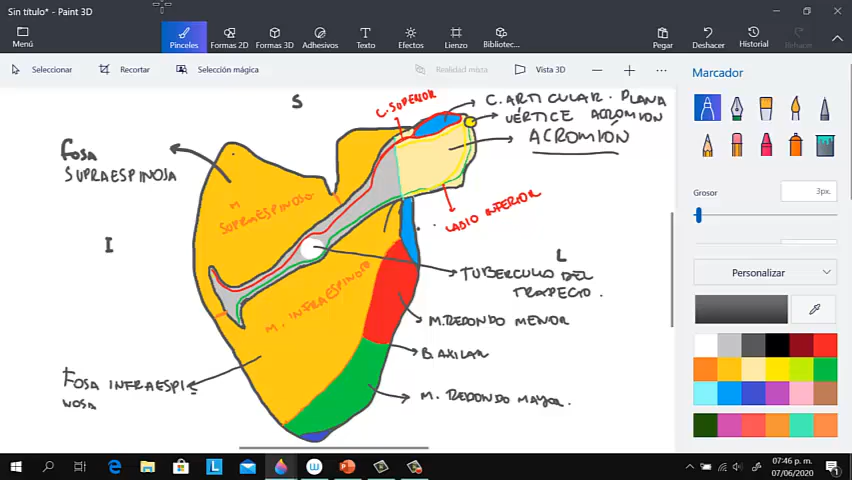 Sin título* - Paint 3D
Menú
Pinceles
Formas 2D
Formas 3D
Adhesivos
Texto
Efectos
Lienzo
Bibliotec...
Pegar
Deshacer
Historial
Rehacer
Seleccionar
Recortar
Selección mágica
Realidad mixta
Vista 3D
Marcador
Grosor
3px.
Personalizar
S
C. SUPERIOR
C. ARTICULAR. PLANA
VÉRTICE ACROMION
ACROMION
FOSA
SUPRAESPINOSA
M
SUPRAESPINOSO
LABIO INFERIOR
I
L
TUBERCULO DEL
TRAPECIO.
M. INFRAESPINOSO
M. REDONDO MENOR
B. AXILAR
FOSA INFRAESPI-
NOSA
M. REDONDO MAYOR.
07:46 p. m.
07/06/2020